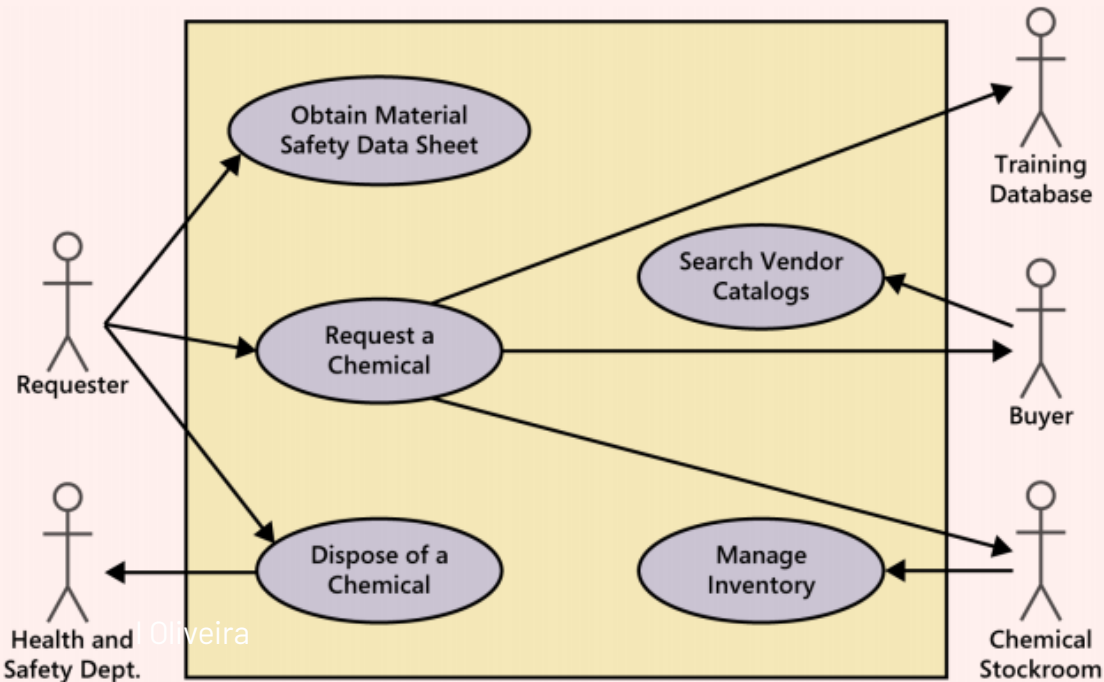 Obtain Material
Safety Data Sheet
Training
Database
Search Vendor
Catalogs
Request a
Chemical
Requester
Buyer
Dispose of a
Chemical
Manage
Inventory
Health and
Safety Dept.
Oliveira
Chemical
Stockroom